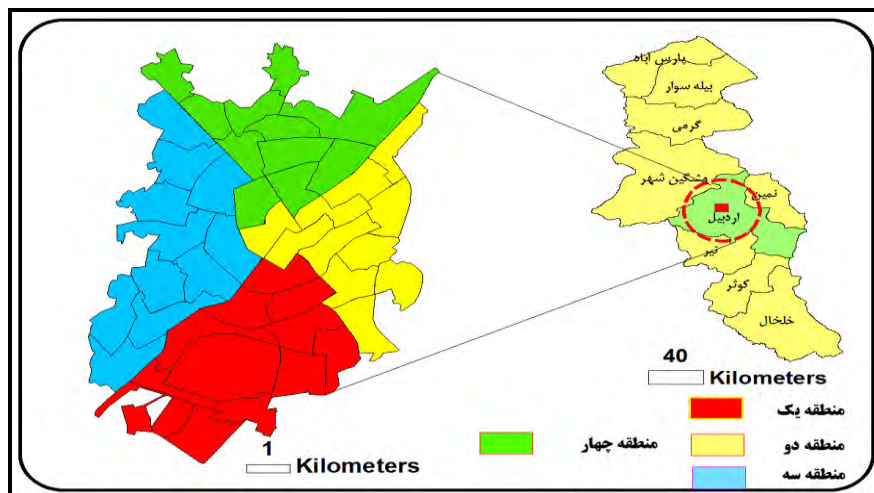 پارس آباد
بیله سوار
گرمی
مشگین شهر
نمین
اردبیل
نیر
کوثر
خلخال
40
Kilometers
منطقه یک
منطقه دو
منطقه چهار
منطقه سه
1
Kilometers